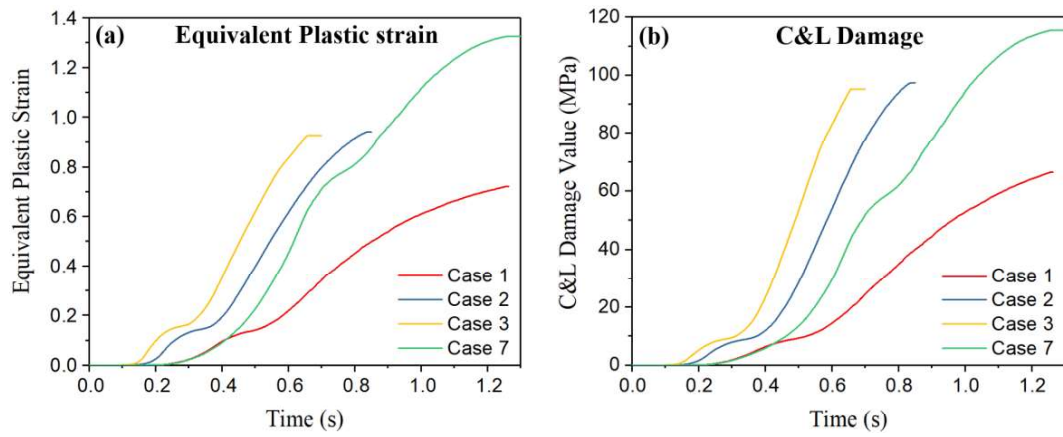 (a) Equivalent Plastic strain
Equivalent Plastic Strain
1.4
1.2
1.0
0.8
0.6
0.4
0.2
0.0
Case 1
Case 2
Case 3
Case 7
0.0 0.2 0.4 0.6 0.8 1.0 1.2
Time (s)
(b) C&L Damage
C&L Damage Value (MPa)
120
100
80
60
40
20
0
Case 1
Case 2
Case 3
Case 7
0.0 0.2 0.4 0.6 0.8 1.0 1.2
Time (s)